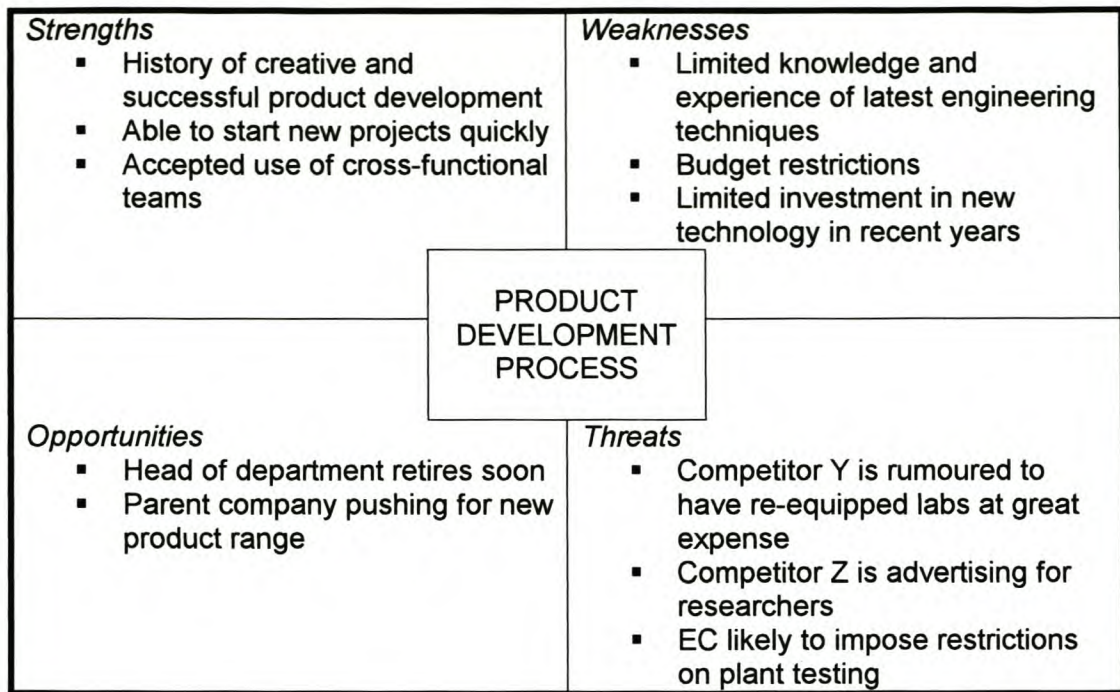 Strengths
▪ History of creative and
successful product development
▪ Able to start new projects quickly
▪ Accepted use of cross-functional
teams
Weaknesses
▪ Limited knowledge and
experience of latest engineering
techniques
▪ Budget restrictions
▪ Limited investment in new
technology in recent years
PRODUCT
DEVELOPMENT
PROCESS
Opportunities
▪ Head of department retires soon
▪ Parent company pushing for new
product range
Threats
▪ Competitor Y is rumoured to
have re-equipped labs at great
expense
▪ Competitor Z is advertising for
researchers
▪ EC likely to impose restrictions
on plant testing